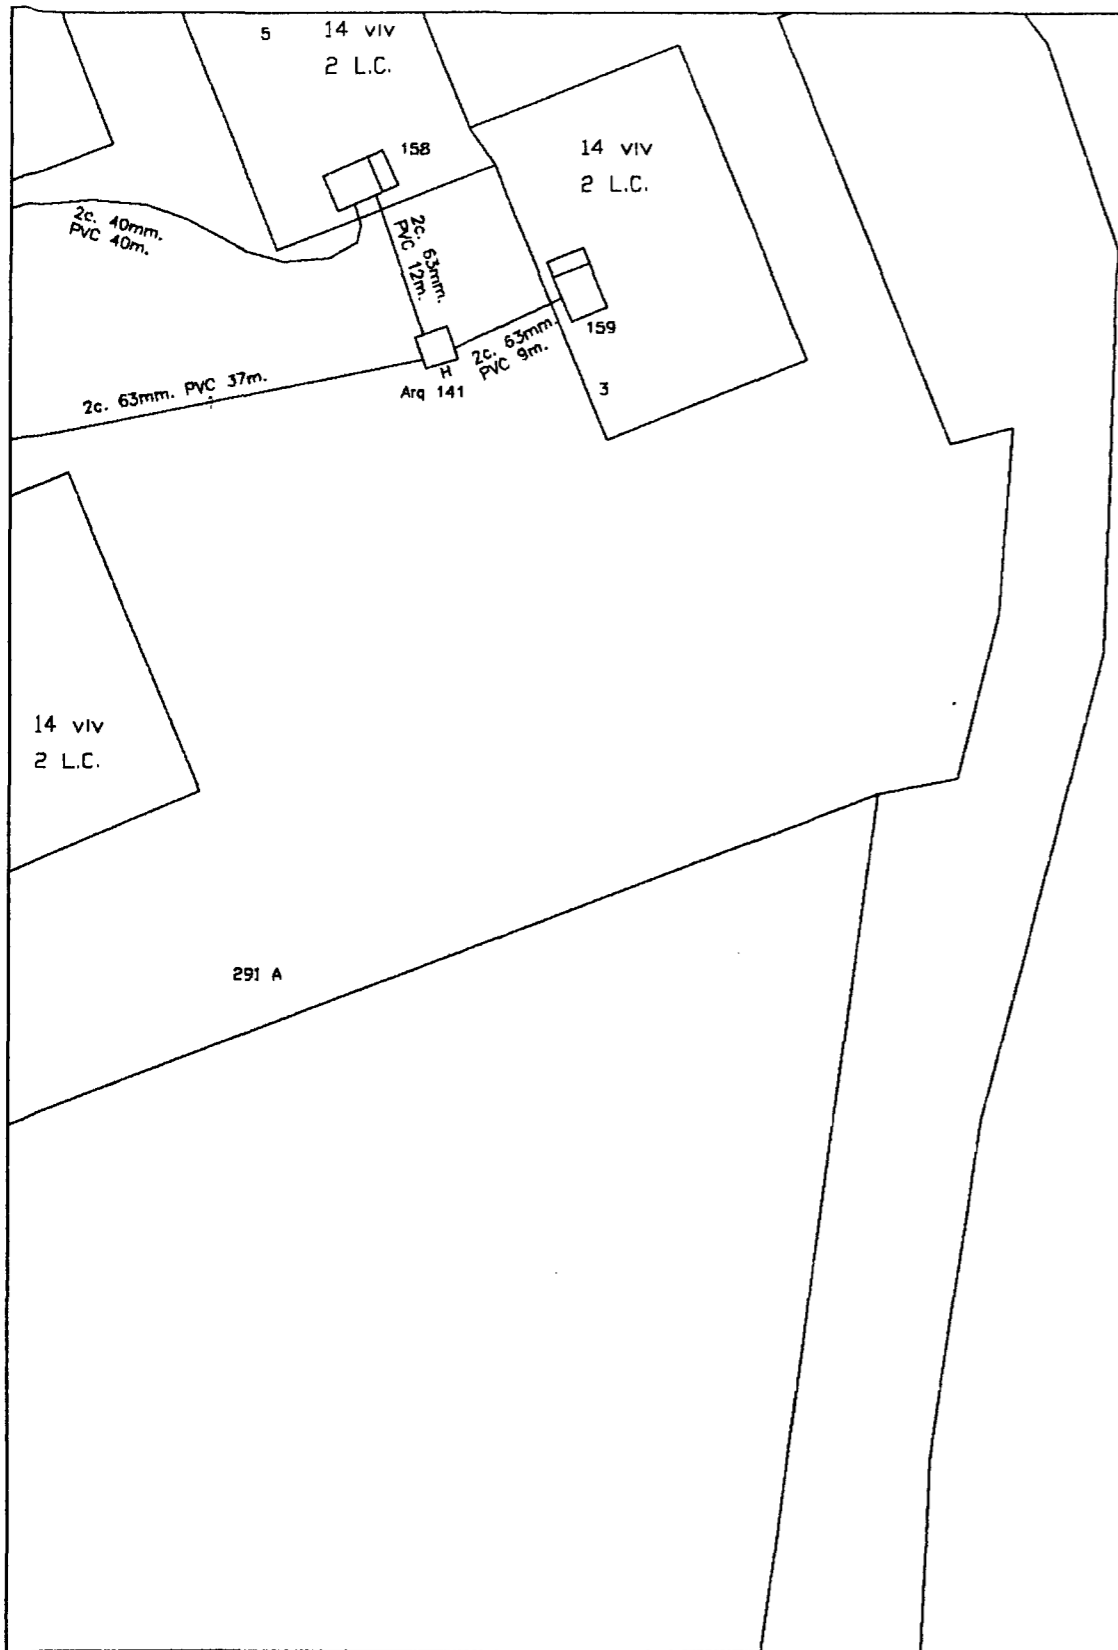 5
14 viv
2 L.C.
158
14 viv
2 L.C.
2c. 40mm.
PVC 40m.
2c. 63mm.
PVC 12m.
159
2c. 63mm.
PVC 9m.
H
Arq 141
2c. 63mm. PVC 37m.
3
14 viv
2 L.C.
291 A